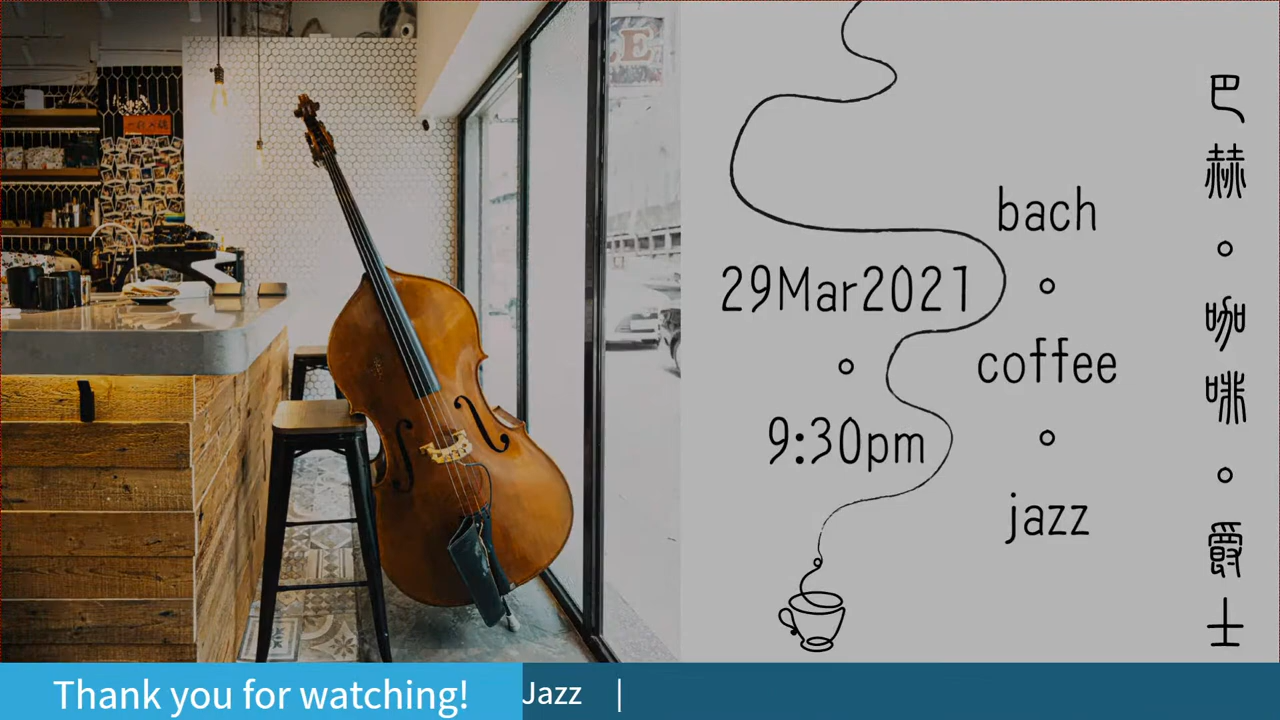 29Mar2021
9:30pm
bach
coffee
jazz
巴赫。咖啡。爵士
Thank you for watching!
Jazz |